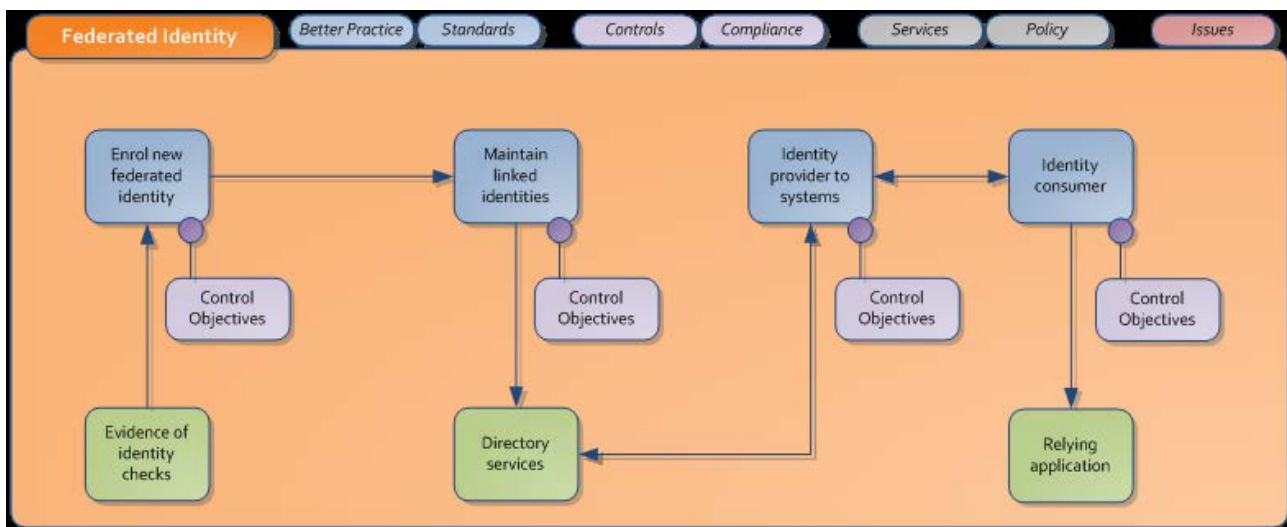 Federated Identity
Better Practice
Standards
Controls
Compliance
Services
Policy
Issues
Enrol new
federated
identity
Maintain
linked
identities
Identity
provider to
systems
Identity
consumer
Control
Objectives
Control
Objectives
Control
Objectives
Control
Objectives
Evidence of
identity
checks
Directory
services
Relying
application